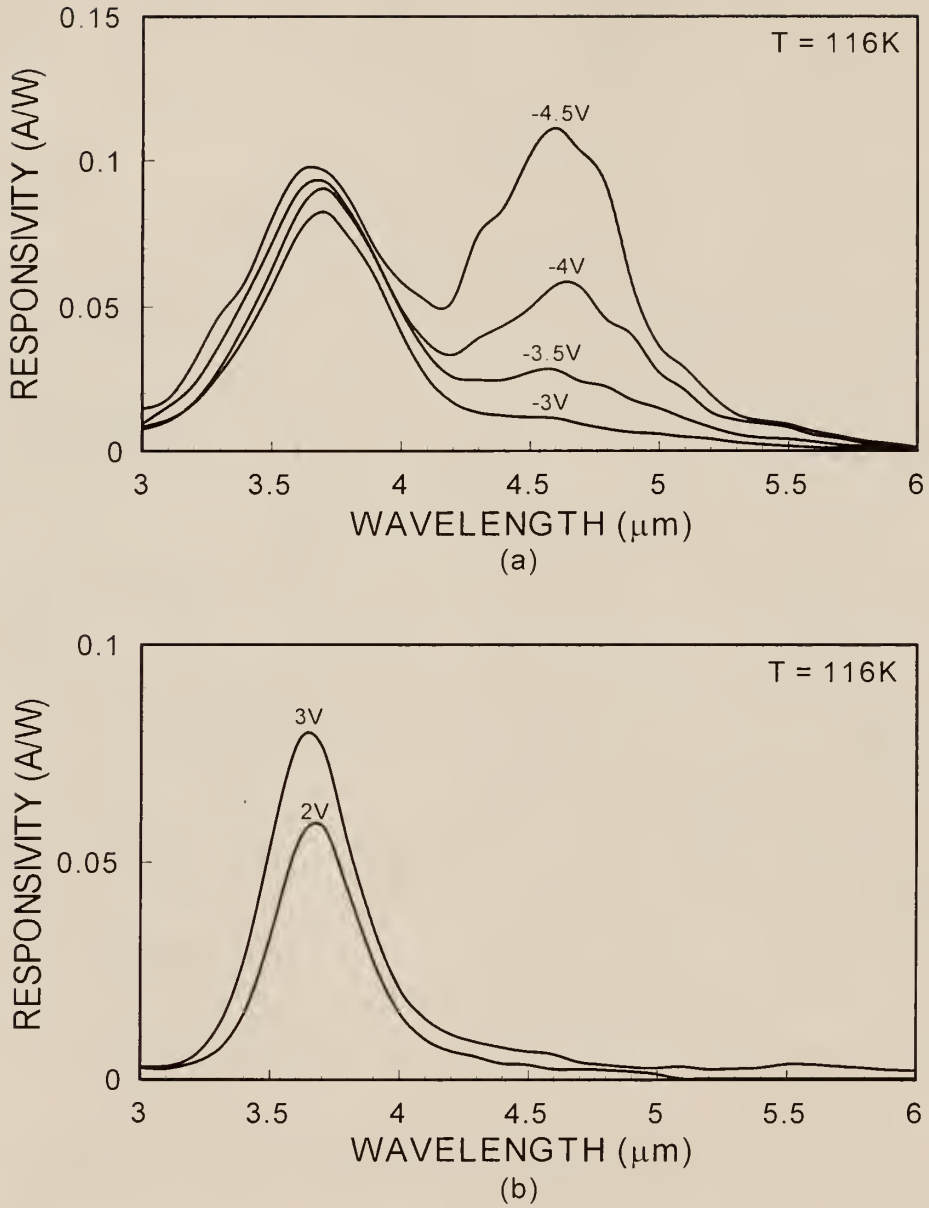 0.15
T = 116K
-4.5V
0.1
-4V
0.05
-3.5V
-3V
0
3
3.5
4
4.5
5
5.5
6
RESPONSIVITY (A/W)
WAVELENGTH (μm)
(a)
0.1
T = 116K
3V
2V
0.05
0
3
3.5
4
4.5
5
5.5
6
RESPONSIVITY (A/W)
WAVELENGTH (μm)
(b)